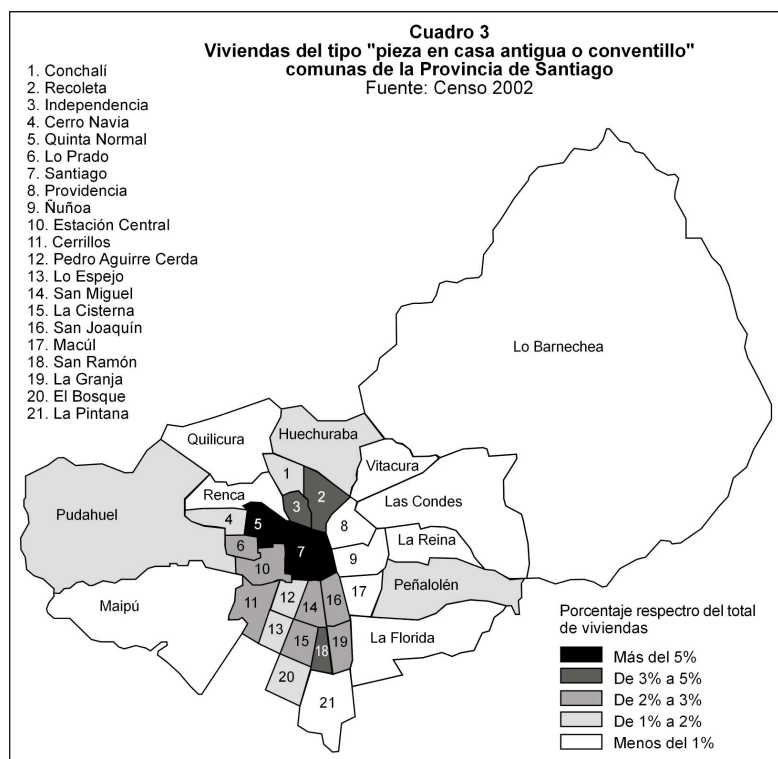 Cuadro 3
Viviendas del tipo "pieza en casa antigua o conventillo"
comunas de la Provincia de Santiago
Fuente: Censo 2002
1. Conchalí
2. Recoleta
3. Independencia
4. Cerro Navia
5. Quinta Normal
6. Lo Prado
7. Santiago
8. Providencia
9. Ñuñoa
10. Estación Central
11. Cerrillos
12. Pedro Aguirre Cerda
13. Lo Espejo
14. San Miguel
15. La Cisterna
16. San Joaquín
17. Macúl
18. San Ramón
19. La Granja
20. El Bosque
21. La Pintana
Lo Barnechea
Quilicura
Huechuraba
Vitacura
Renca
Las Condes
Pudahuel
La Reina
Peñalolén
Maipú
La Florida
1
2
3
4
5
6
7
8
9
10
11
12
13
14
15
16
17
18
19
20
21
Porcentaje respectro del total
de viviendas
Más del 5%
De 3% a 5%
De 2% a 3%
De 1% a 2%
Menos del 1%